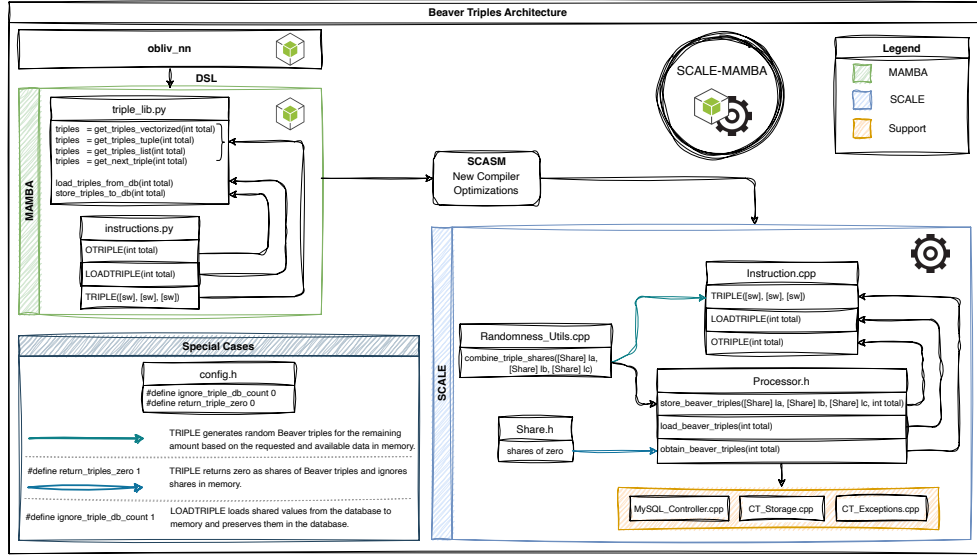 Beaver Triples Architecture
obliv_nn
DSL
MAMBA
triple_lib.py
triples = get_triples_vectorized(int total)
triples = get_triples_tuple(int total)
triples = get_triples_list(int total)
triples = get_next_triple(int total)
load_triples_from_db(int total)
store_triples_to_db(int total)
instructions.py
OTRIPLE(int total)
LOADTRIPLE(int total)
TRIPLE([sw], [sw], [sw])
SCASM
New Compiler
Optimizations
SCALE-MAMBA
Legend
MAMBA
SCALE
Support
SCALE
Instruction.cpp
TRIPLE([sw], [sw], [sw])
LOADTRIPLE(int total)
OTRIPLE(int total)
Randomness_Utils.cpp
combine_triple_shares([Share] la,
[Share] lb, [Share] lc)
Processor.h
store_beaver_triples([Share] la, [Share] lb, [Share] lc, int total)
load_beaver_triples(int total)
obtain_beaver_triples(int total)
Share.h
shares of zero
MySQL_Controller.cpp
CT_Storage.cpp
CT_Exceptions.cpp
Special Cases
config.h
#define ignore_triple_db_count 0
#define return_triple_zero 0
TRIPLE generates random Beaver triples for the remaining
amount based on the requested and available data in memory.
#define return_triples_zero 1
TRIPLE returns zero as shares of Beaver triples and ignores
shares in memory.
#define ignore_triple_db_count 1
LOADTRIPLE loads shared values from the database to
memory and preserves them in the database.